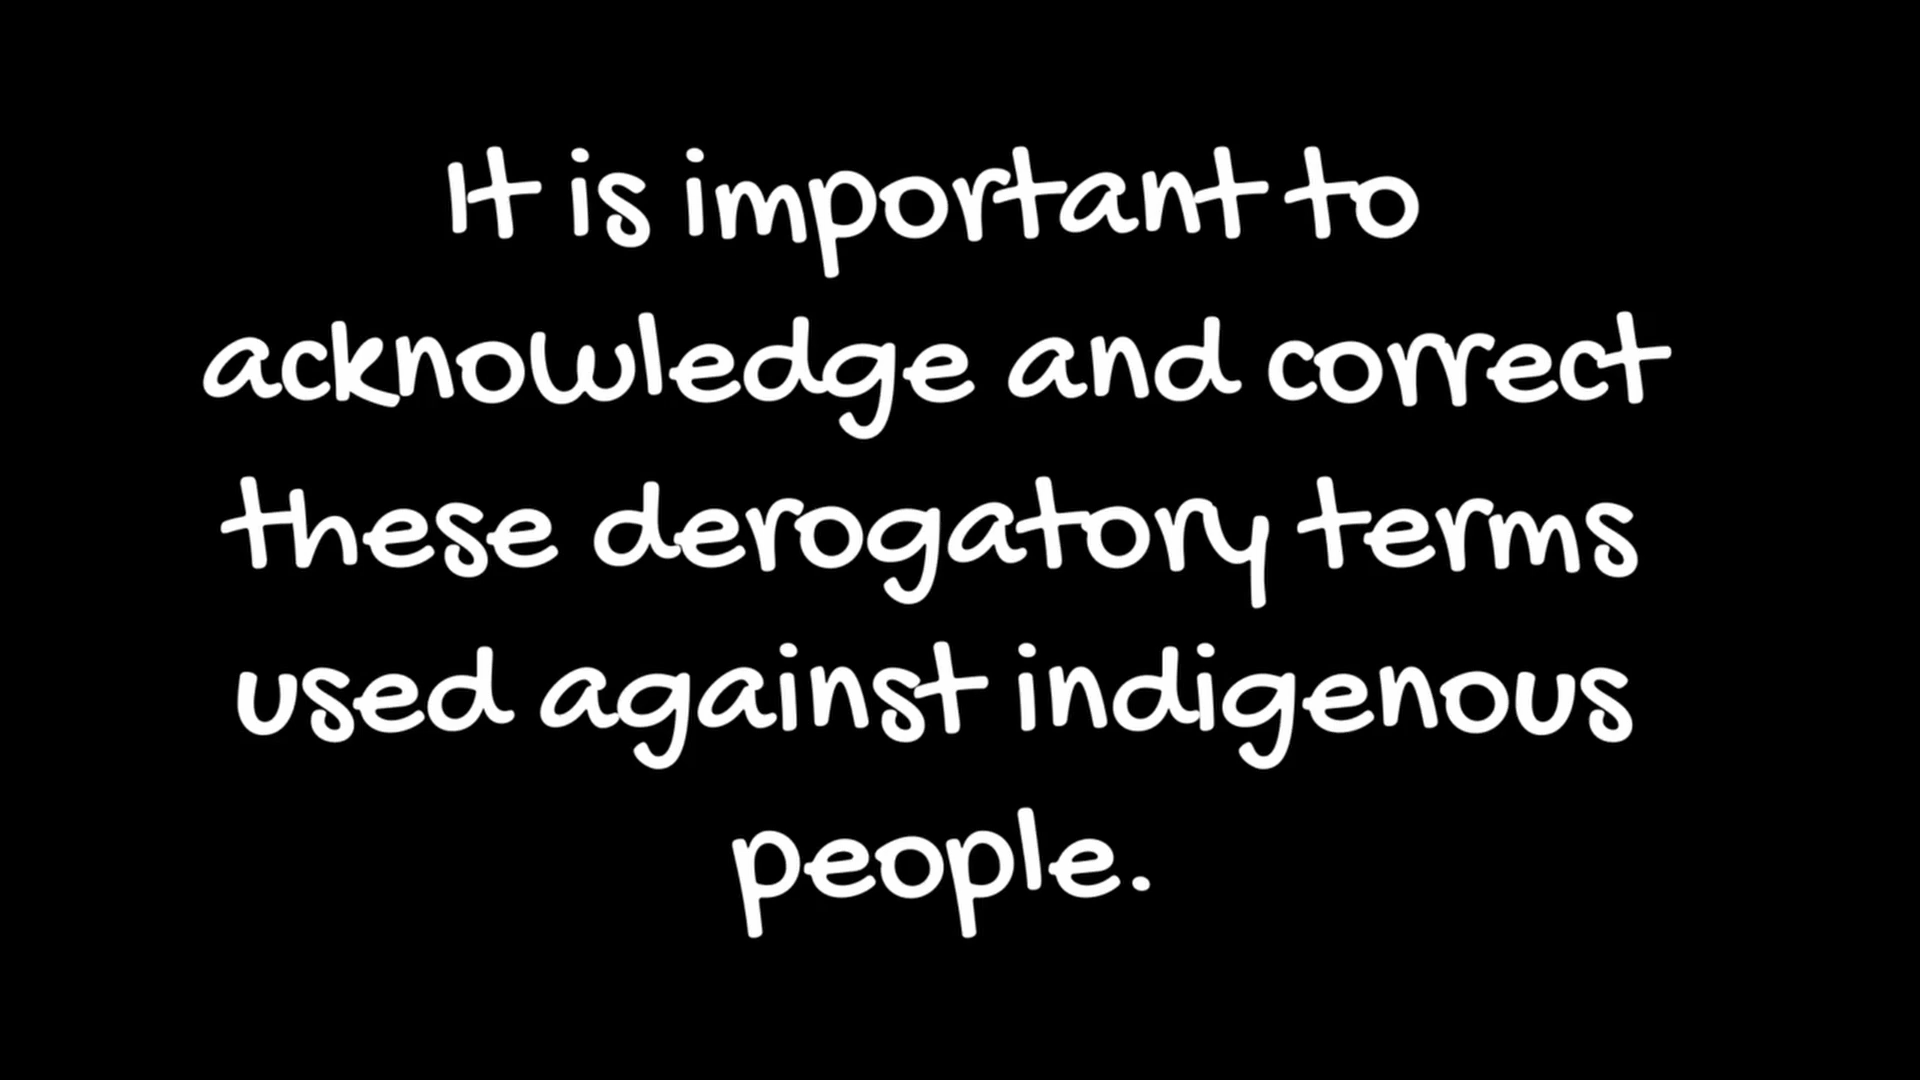 It is important to
acknowledge and correct
these derogatory terms
used against indigenous
people.